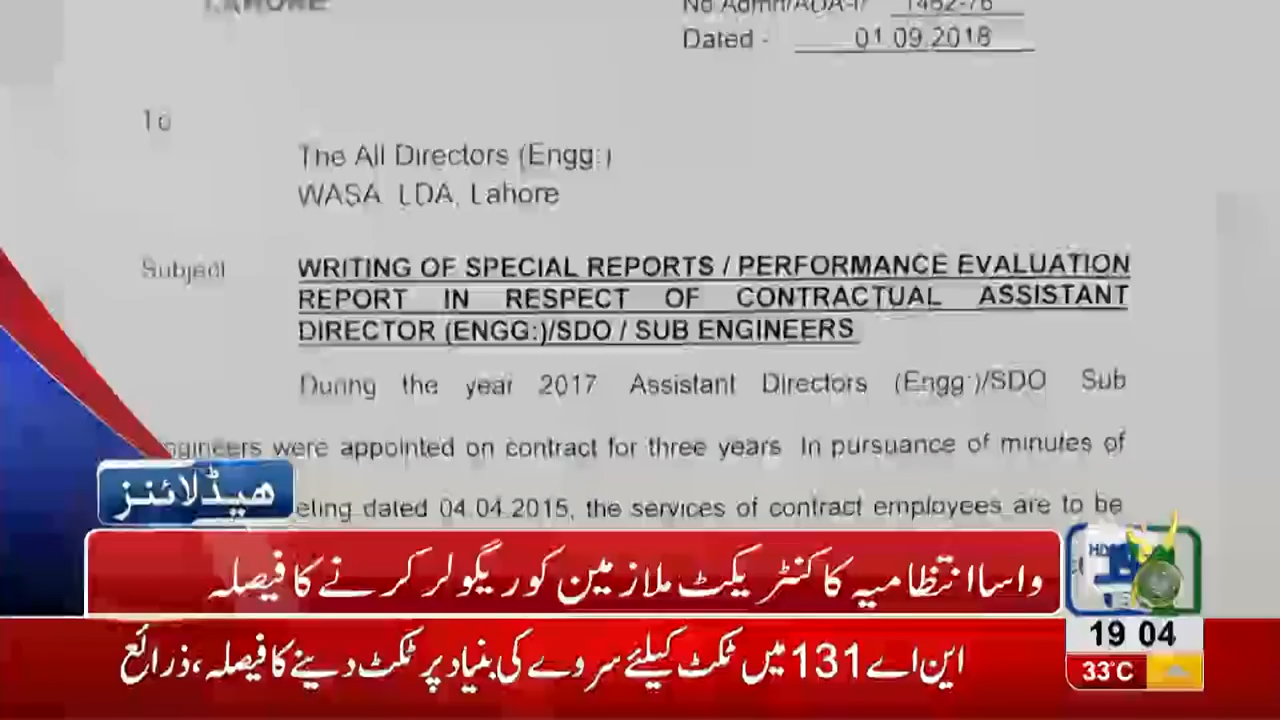 LAHORE
Dated - 01.09.2018
To
The All Directors (Engg:)
WASA, LDA, Lahore
Subject
WRITING OF SPECIAL REPORTS / PERFORMANCE EVALUATION
REPORT IN RESPECT OF CONTRACTUAL ASSISTANT
DIRECTOR (ENGG:)/SDO / SUB ENGINEERS
During the year 2017 Assistant Directors (Engg:)/SDO Sub
were appointed on contract for three years. In pursuance of minutes of
dated 04.04.2015, the services of contract employees are to be
ھیڈلائنز
واسا انتظامیہ کا کنٹریکٹ ملازمین کو ریگولر کرنے کا فیصلہ
این اے 131 میں ٹکٹ کیلئے سروے کی بنیاد پر ٹکٹ دینے کا فیصلہ، ذرائع
HD
19 04
33°C